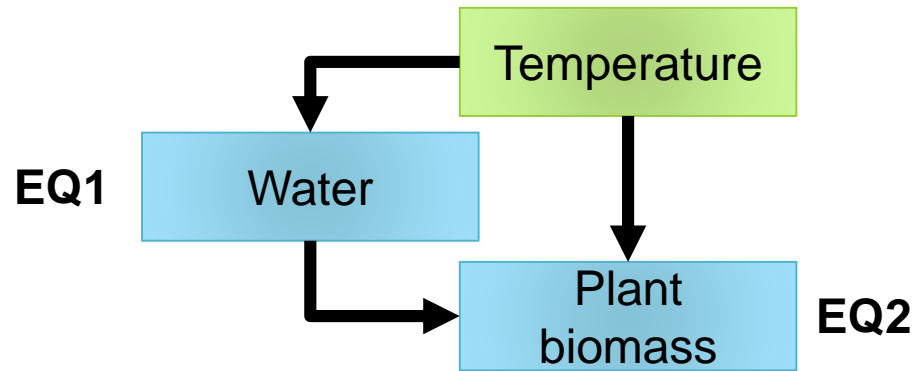 Temperature
EQ1
Water
Plant
biomass
EQ2